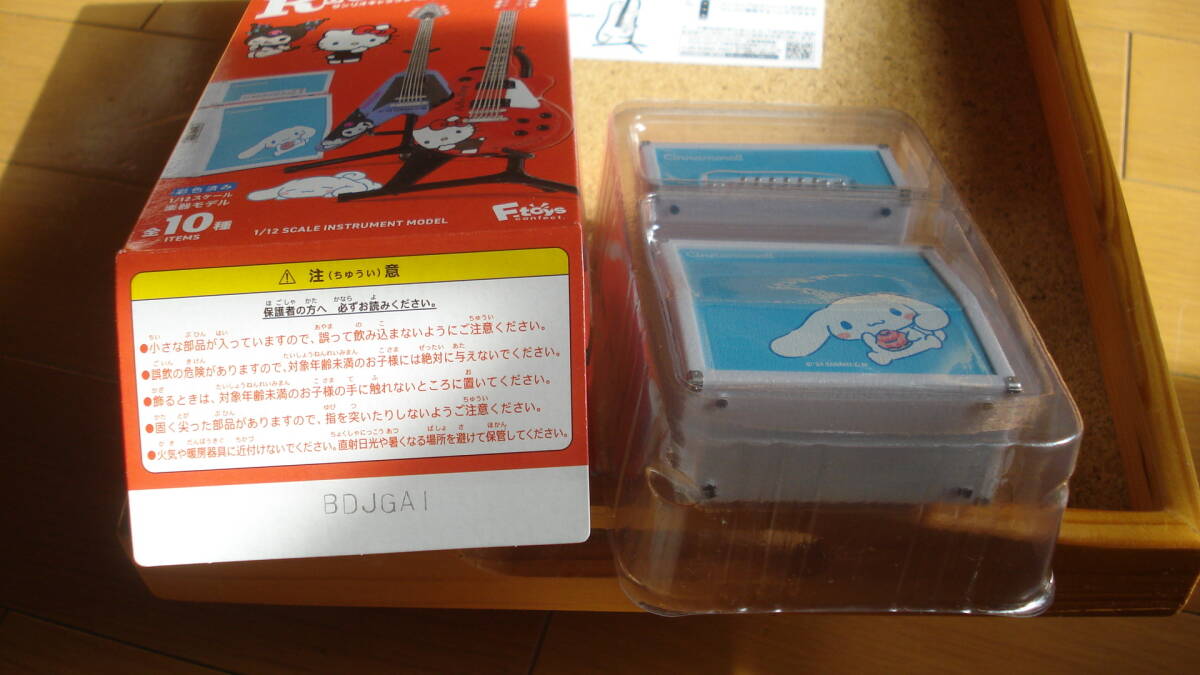 彩色済み
1/12スケール
楽器モデル
全10種
ITEMS
1/12 SCALE INSTRUMENT MODEL
F-toys
confect.
⚠ 注(ちゅうい)意
保護者の方へ 必ずお読みください。
●小さな部品が入っていますので、誤って飲み込まないようにご注意ください。
●誤飲の危険がありますので、対象年齢未満のお子様には絶対に与えないでください。
●飾るときは、対象年齢未満のお子様の手に触れないところに置いてください。
●固く尖った部品がありますので、指を突いたりしないようご注意ください。
●火気や暖房器具に近付けないでください。直射日光や暑くなる場所を避けて保管してください。
BDJGA1
Cinnamoroll
Cinnamoroll